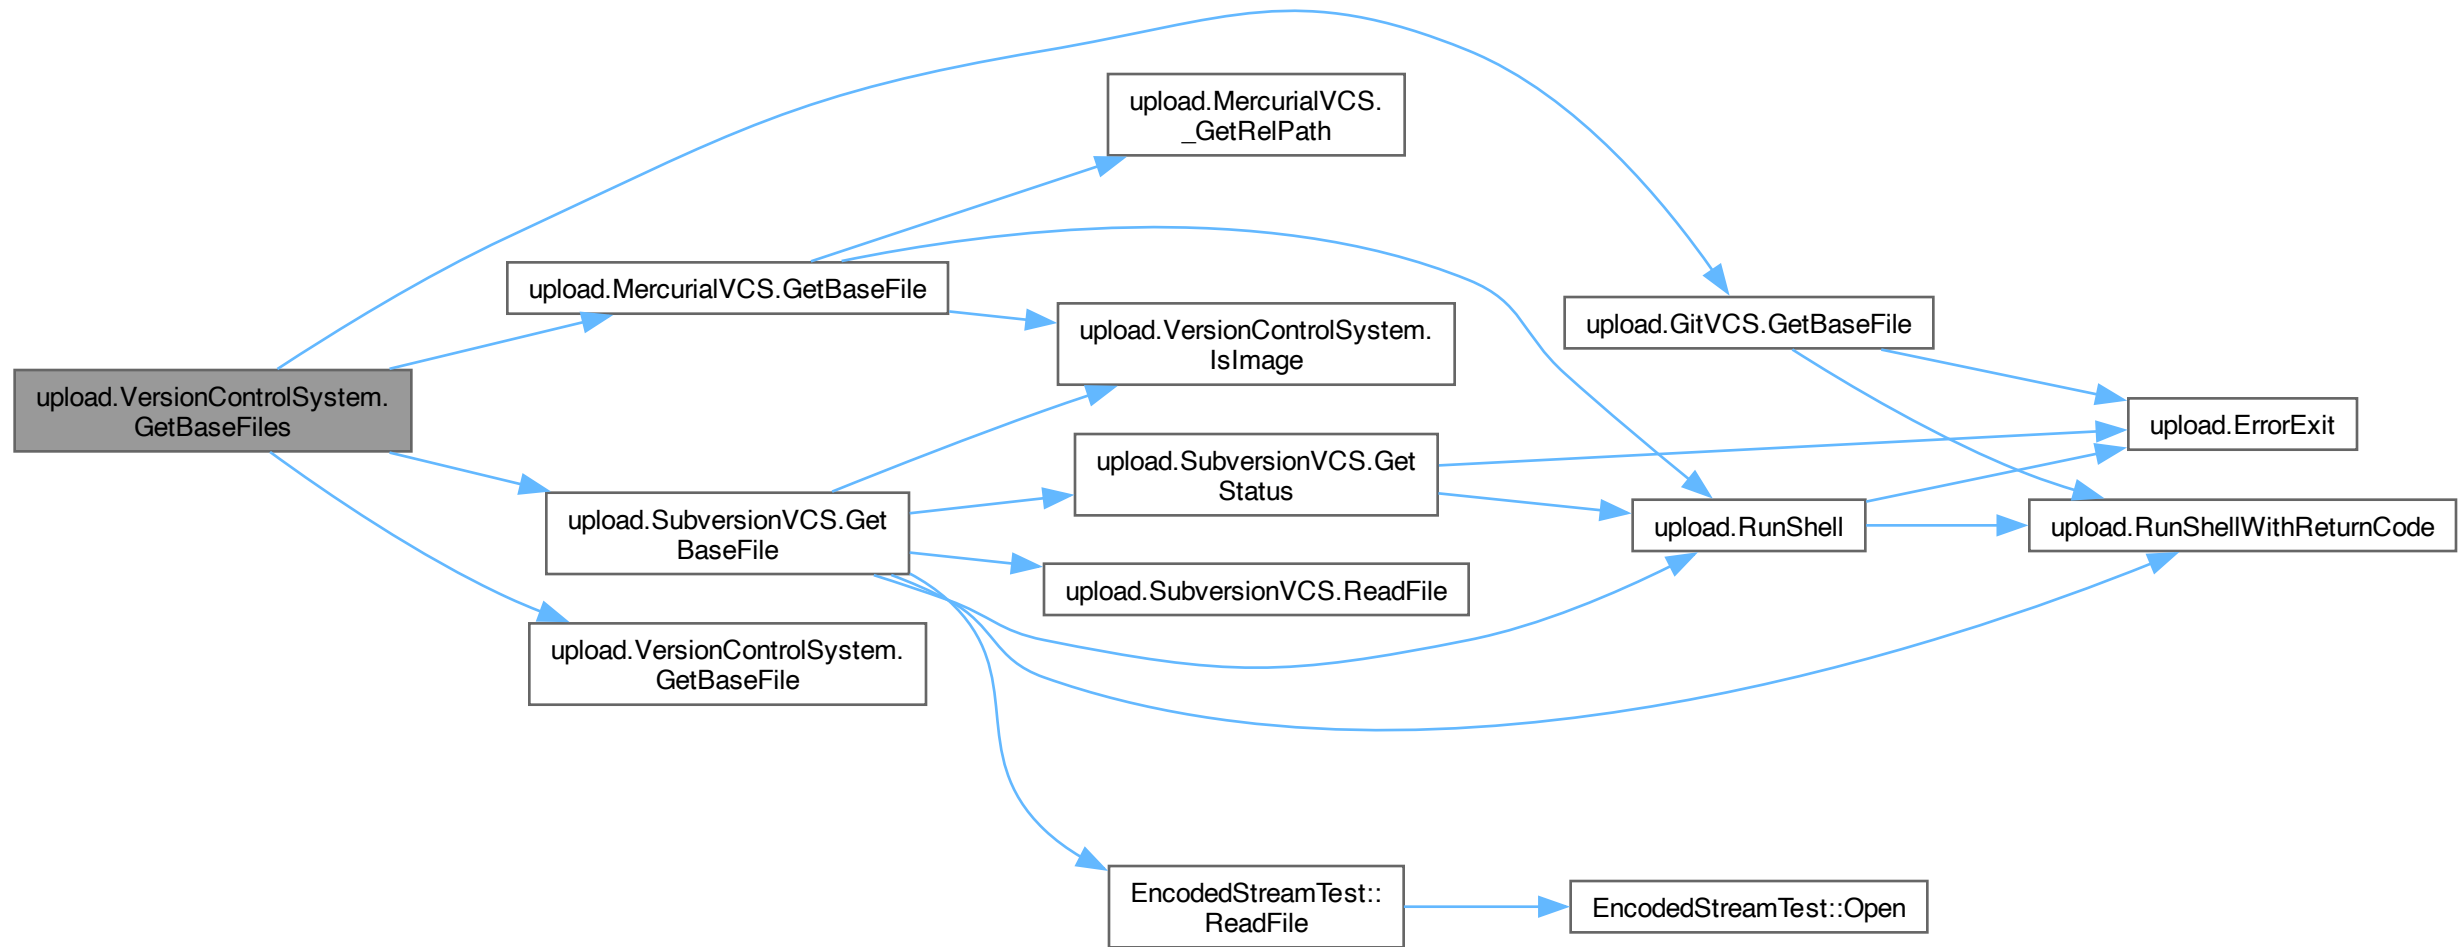 upload.MercurialVCS.
_GetRelPath
upload.MercurialVCS.GetBaseFile
upload.VersionControlSystem.
IsImage
upload.GitVCS.GetBaseFile
upload.VersionControlSystem.
GetBaseFiles
upload.ErrorExit
upload.SubversionVCS.Get
Status
upload.SubversionVCS.Get
BaseFile
upload.RunShell
upload.RunShellWithReturnCode
upload.SubversionVCS.ReadFile
upload.VersionControlSystem.
GetBaseFile
EncodedStreamTest::
ReadFile
EncodedStreamTest::Open